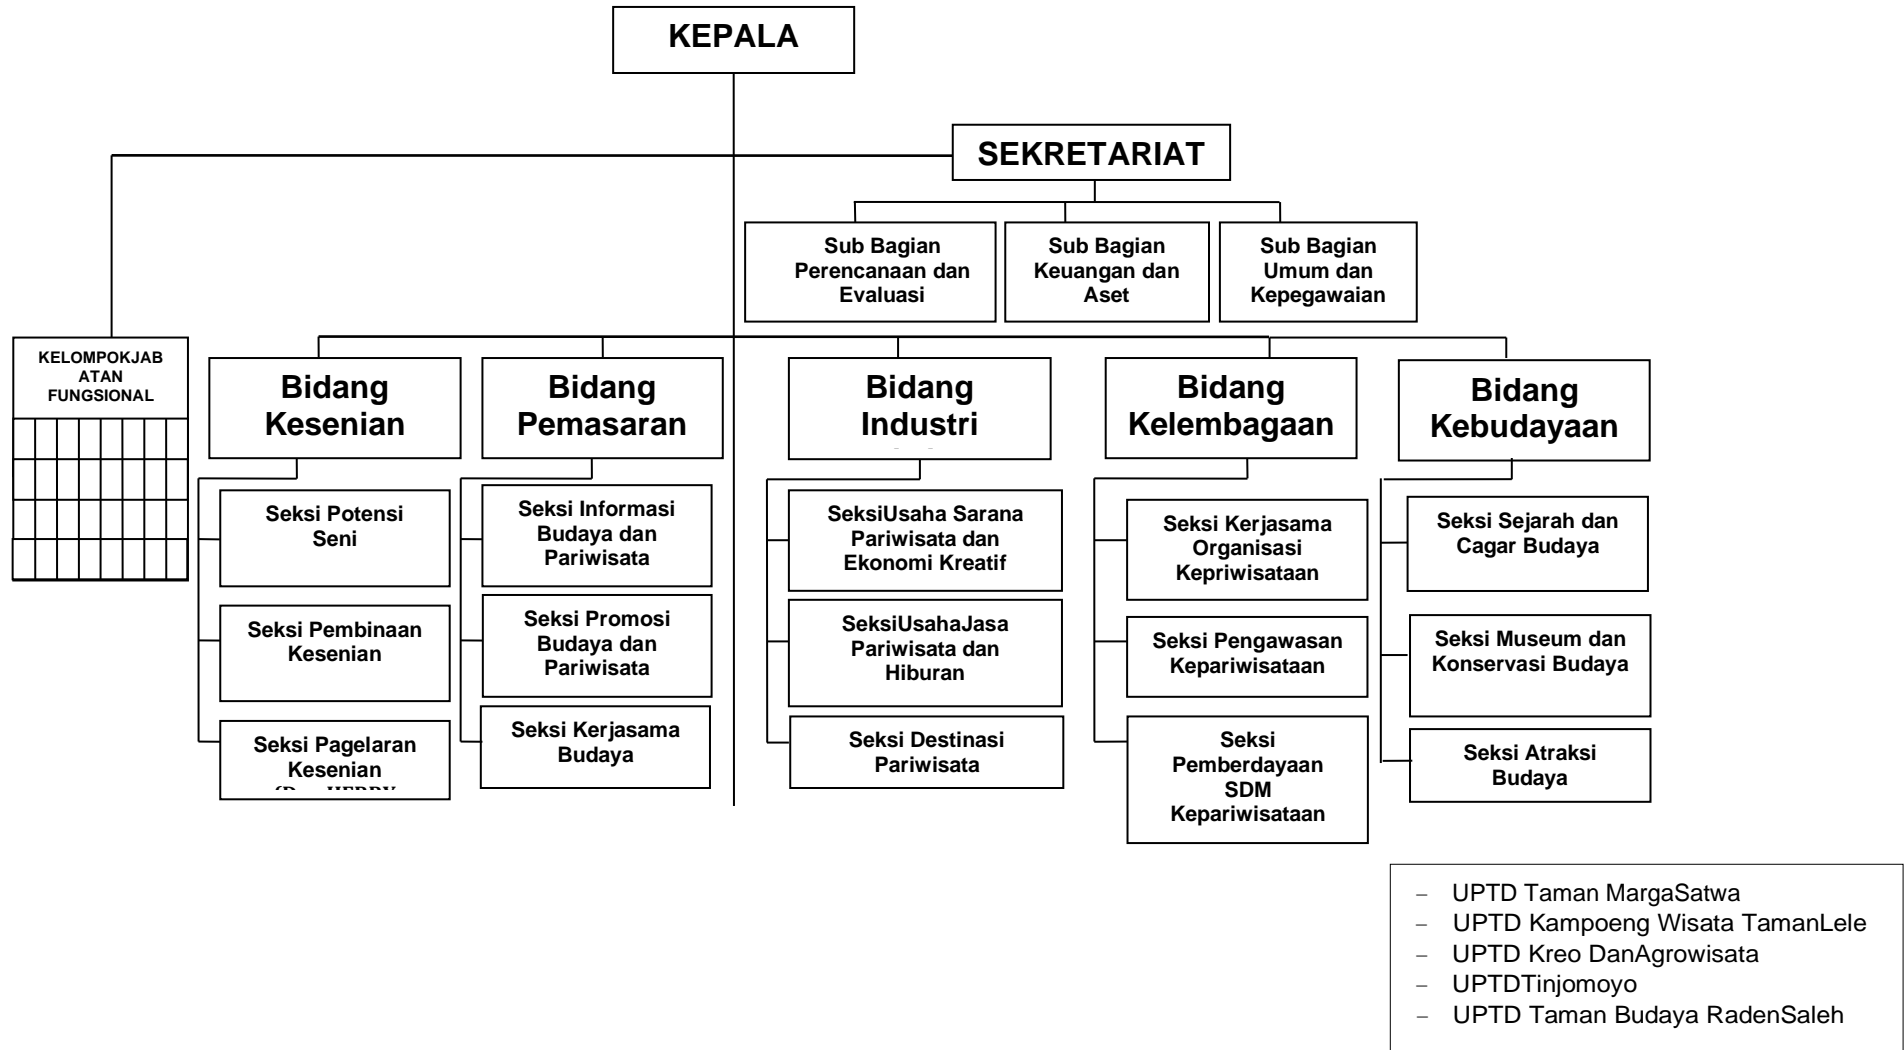 KEPALA
SEKRETARIAT
Sub Bagian
Perencanaan dan
Evaluasi
Sub Bagian
Keuangan dan
Aset
Sub Bagian
Umum dan
Kepegawaian
KELOMPOKJAB
ATAN
FUNGSIONAL
Bidang
Kesenian
Bidang
Pemasaran
Bidang
Industri
Bidang
Kelembagaan
Bidang
Kebudayaan
Seksi Potensi
Seni
Seksi Pembinaan
Kesenian
Seksi Pagelaran
Kesenian
Seksi Informasi
Budaya dan
Pariwisata
Seksi Promosi
Budaya dan
Pariwisata
Seksi Kerjasama
Budaya
SeksiUsaha Sarana
Pariwisata dan
Ekonomi Kreatif
SeksiUsahaJasa
Pariwisata dan
Hiburan
Seksi Destinasi
Pariwisata
Seksi Kerjasama
Organisasi
Kepriwisataan
Seksi Pengawasan
Kepariwisataan
Seksi
Pemberdayaan
SDM
Kepariwisataan
Seksi Sejarah dan
Cagar Budaya
Seksi Museum dan
Konservasi Budaya
Seksi Atraksi
Budaya
– UPTD Taman MargaSatwa
– UPTD Kampoeng Wisata TamanLele
– UPTD Kreo DanAgrowisata
– UPTDTinjomoyo
– UPTD Taman Budaya RadenSaleh